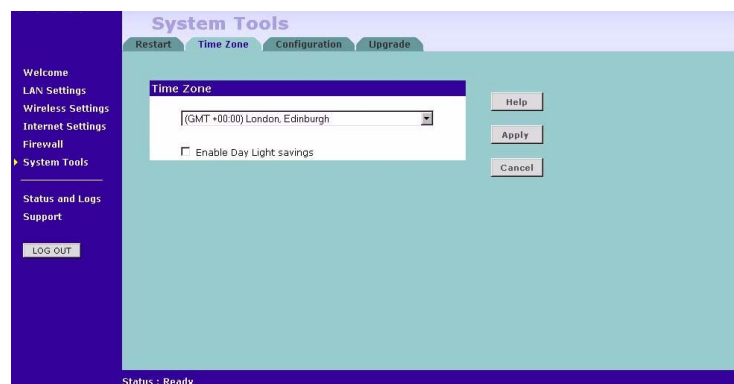 System Tools
Restart Time Zone Configuration Upgrade
Welcome
LAN Settings
Wireless Settings
Internet Settings
Firewall
System Tools
Status and Logs
Support
LOG OUT
Time Zone
(GMT +00:00) London, Edinburgh
Enable Day Light savings
Help
Apply
Cancel
Status : Ready